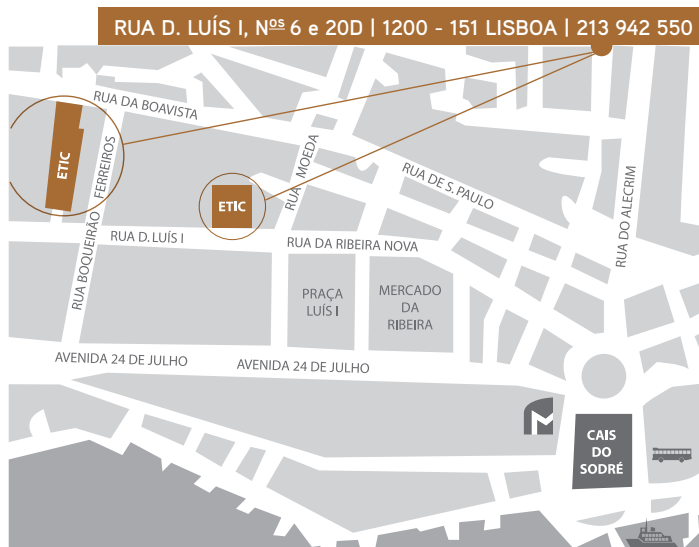 RUA D. LUÍS I, Nos 6 e 20D | 1200 - 151 LISBOA | 213 942 550
RUA DA BOAVISTA
RUA MOEDA
ETIC
RUA BOQUEIRÃO FERREIROS
RUA DE S. PAULO
RUA DO ALECRIM
ETIC
RUA D. LUÍS I
RUA DA RIBEIRA NOVA
PRAÇA
LUÍS I
MERCADO
DA
RIBEIRA
AVENIDA 24 DE JULHO
AVENIDA 24 DE JULHO
CAIS
DO
SODRÉ